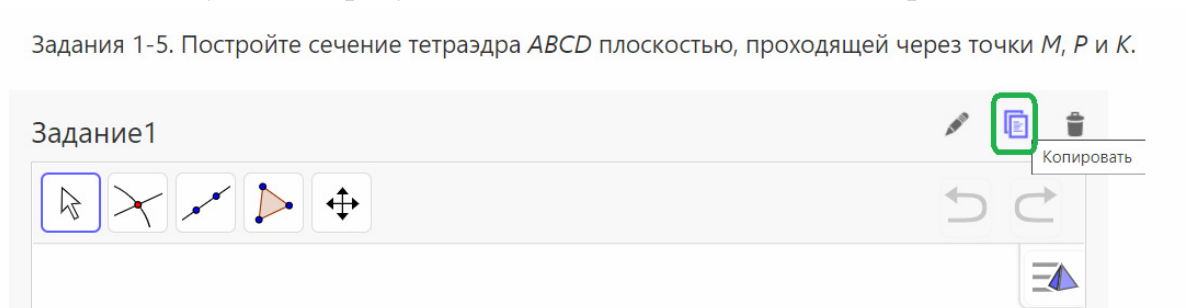 Задания 1-5. Постройте сечение тетраэдра ABCD плоскостью, проходящей через точки M, P и K.
Задание1
Копировать